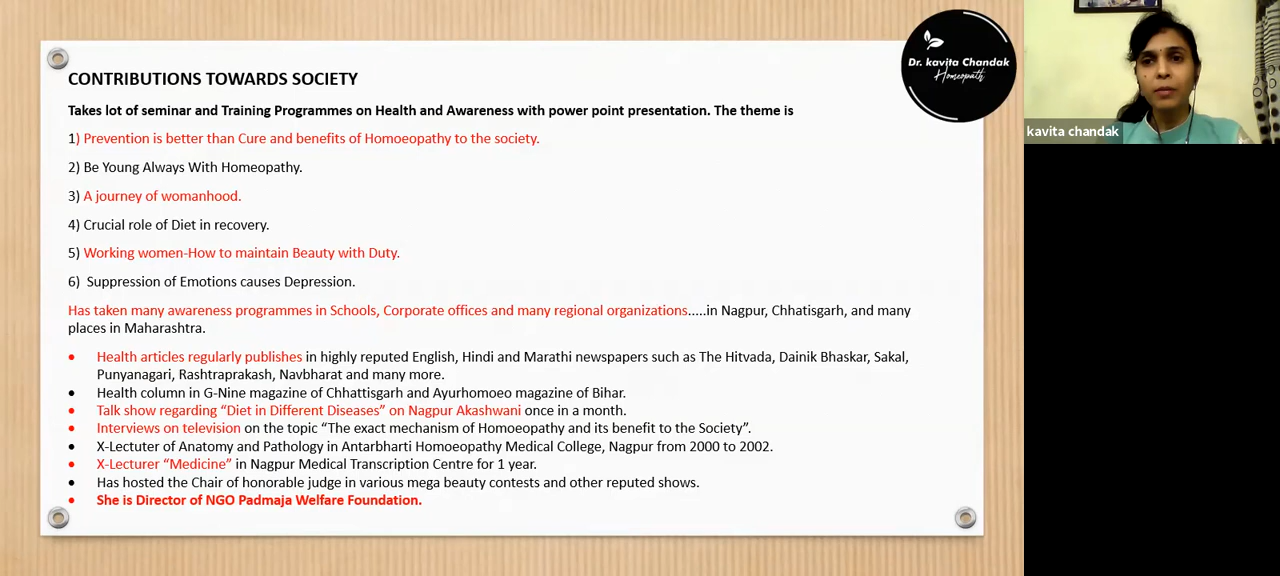 CONTRIBUTIONS TOWARDS SOCIETY
Dr. kavita Chandak
Homeopath
kavita chandak
Takes lot of seminar and Training Programmes on Health and Awareness with power point presentation. The theme is
1) Prevention is better than Cure and benefits of Homoeopathy to the society.
2) Be Young Always With Homeopathy.
3) A journey of womanhood.
4) Crucial role of Diet in recovery.
5) Working women-How to maintain Beauty with Duty.
6) Suppression of Emotions causes Depression.
Has taken many awareness programmes in Schools, Corporate offices and many regional organizations.....in Nagpur, Chhatisgarh, and many
places in Maharashtra.
• Health articles regularly publishes in highly reputed English, Hindi and Marathi newspapers such as The Hitvada, Dainik Bhaskar, Sakal,
Punyanagari, Rashtraprakash, Navbharat and many more.
• Health column in G-Nine magazine of Chhattisgarh and Ayurhomoeo magazine of Bihar.
• Talk show regarding “Diet in Different Diseases” on Nagpur Akashwani once in a month.
• Interviews on television on the topic “The exact mechanism of Homoeopathy and its benefit to the Society”.
• X-Lectuter of Anatomy and Pathology in Antarbharti Homoeopathy Medical College, Nagpur from 2000 to 2002.
• X-Lecturer “Medicine” in Nagpur Medical Transcription Centre for 1 year.
• Has hosted the Chair of honorable judge in various mega beauty contests and other reputed shows.
• She is Director of NGO Padmaja Welfare Foundation.